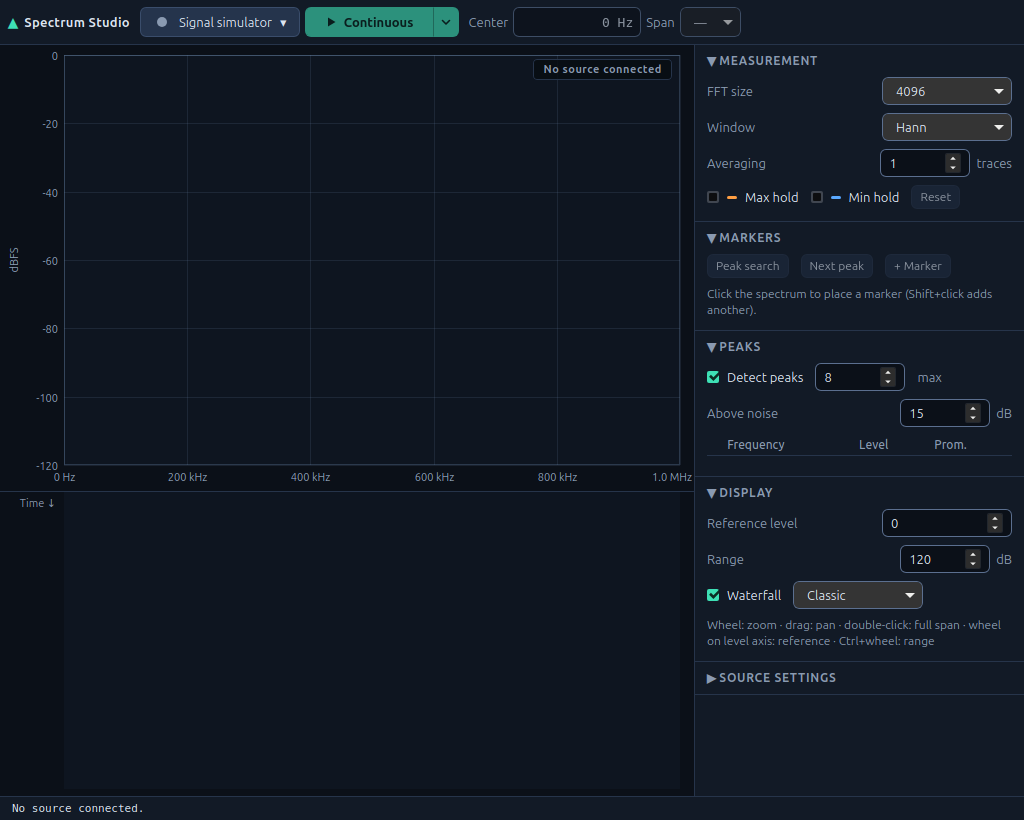 Spectrum Studio
Signal simulator ▾
Continuous
Center
0 Hz
Span
—
0
-20
-40
-60
-80
-100
-120
dBFS
No source connected
0 Hz
200 kHz
400 kHz
600 kHz
800 kHz
1.0 MHz
Time ↓
▼ MEASUREMENT
FFT size
4096
Window
Hann
Averaging
1
traces
Max hold
Min hold
Reset
▼ MARKERS
Peak search
Next peak
+ Marker
Click the spectrum to place a marker (Shift+click adds
another).
▼ PEAKS
Detect peaks
8
max
Above noise
15
dB
Frequency
Level
Prom.
▼ DISPLAY
Reference level
0
Range
120
dB
Waterfall
Classic
Wheel: zoom · drag: pan · double-click: full span · wheel
on level axis: reference · Ctrl+wheel: range
▶ SOURCE SETTINGS
No source connected.